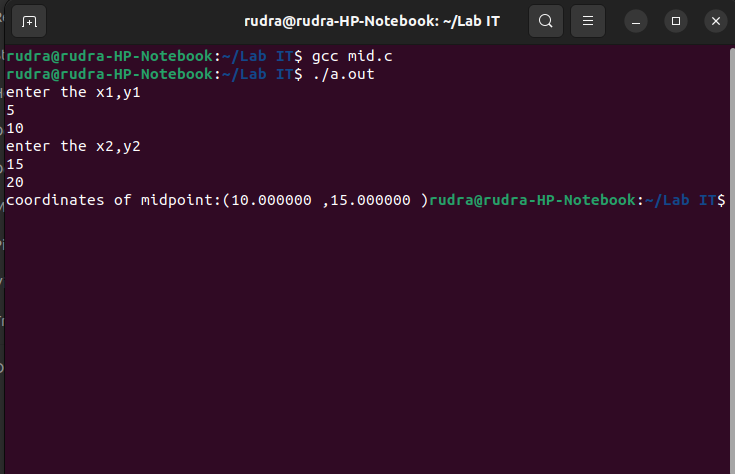 rudra@rudra-HP-Notebook: ~/Lab IT
rudra@rudra-HP-Notebook:~/Lab IT$ gcc mid.c
rudra@rudra-HP-Notebook:~/Lab IT$ ./a.out
enter the x1,y1
5
10
enter the x2,y2
15
20
coordinates of midpoint:(10.000000 ,15.000000 )rudra@rudra-HP-Notebook:~/Lab IT$